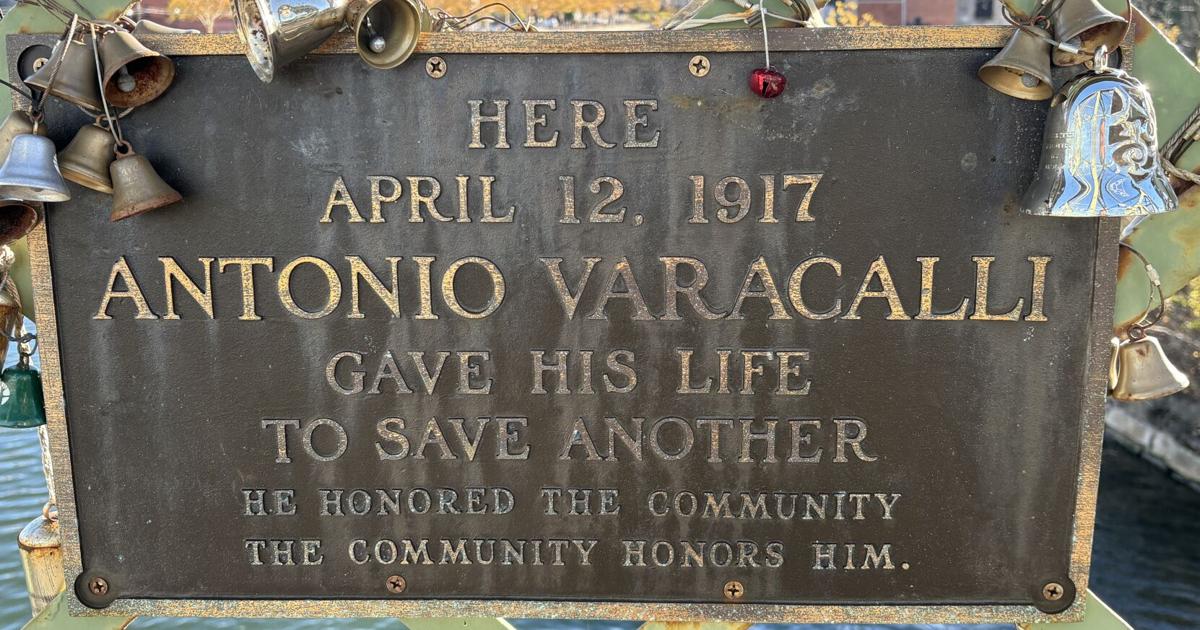 HERE
APRIL 12, 1917
ANTONIO VARACALLI
GAVE HIS LIFE
TO SAVE ANOTHER
HE HONORED THE COMMUNITY
THE COMMUNITY HONORS HIM.